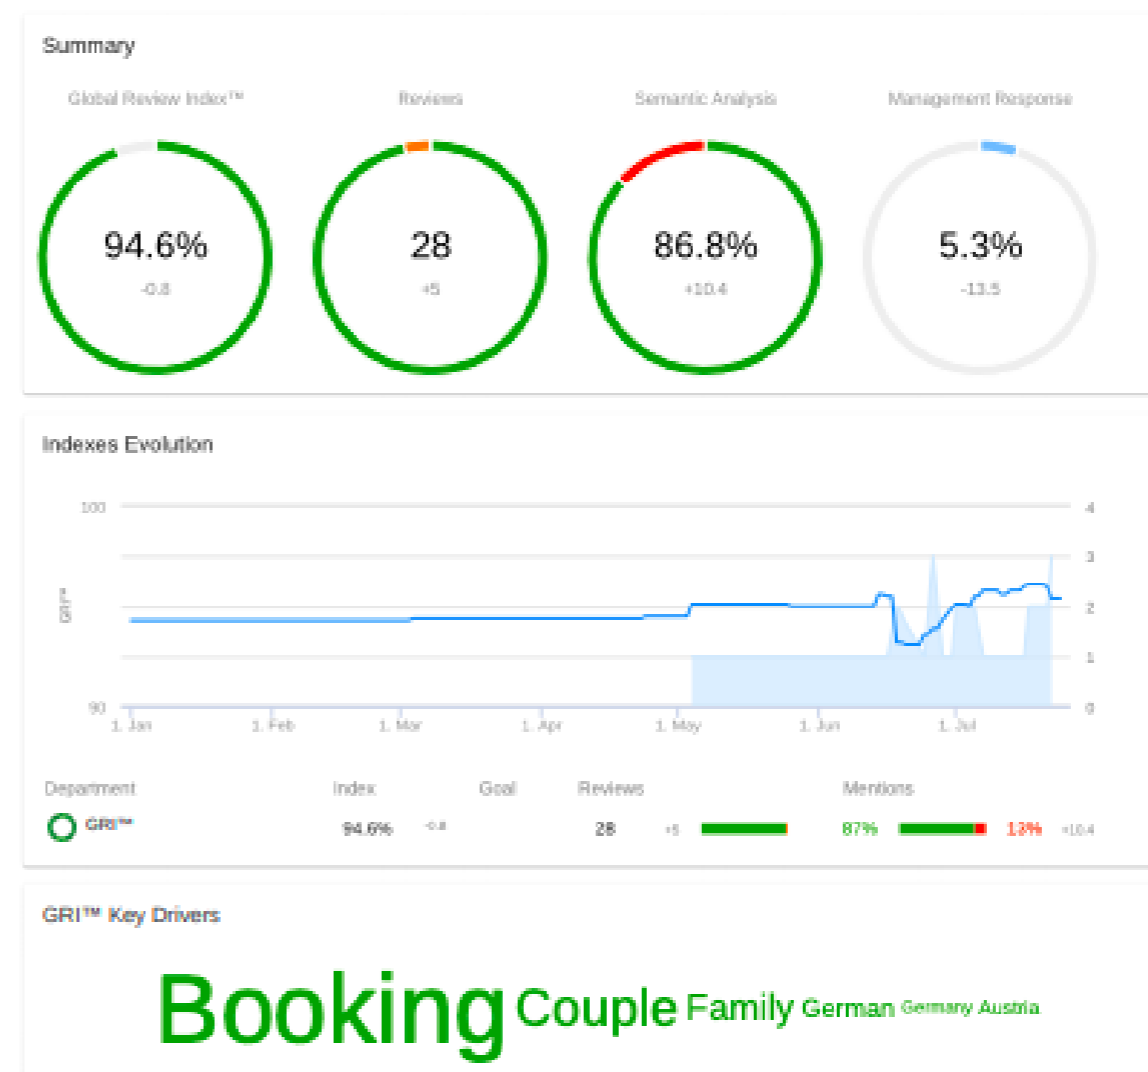 Summary
Global Review Index™ Reviews Semantic Analysis Management Response
94.6% 28 86.8% 5.3%
-0.8 +5 +10.4 -13.5
Indexes Evolution
100 4
3
GRI™ 2
1
90 0
1. Jan 1. Feb 1. Mar 1. Apr 1. May 1. Jun 1. Jul
Department Index Goal Reviews Mentions
GRI™ 94.6% -0.8 28 +5 87% 13% +10.4
GRI™ Key Drivers
Booking Couple Family German Germany Austria